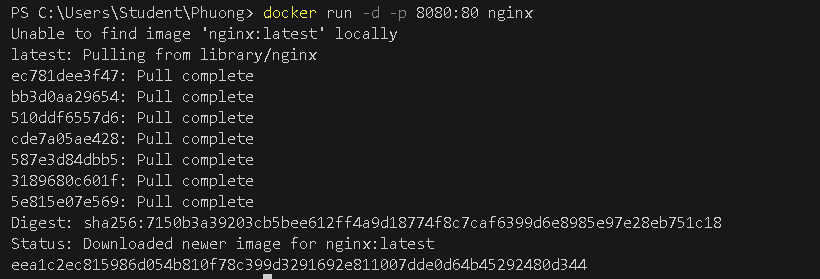 PS C:\Users\Student\Phuong> docker run -d -p 8080:80 nginx
Unable to find image 'nginx:latest' locally
latest: Pulling from library/nginx
ec781dee3f47: Pull complete
bb3d0aa29654: Pull complete
510ddf6557d6: Pull complete
cde7a05ae428: Pull complete
587e3d84dbb5: Pull complete
3189680c601f: Pull complete
5e815e07e569: Pull complete
Digest: sha256:7150b3a39203cb5bee612ff4a9d18774f8c7caf6399d6e8985e97e28eb751c18
Status: Downloaded newer image for nginx:latest
eea1c2ec815986d054b810f78c399d3291692e811007dde0d64b45292480d344